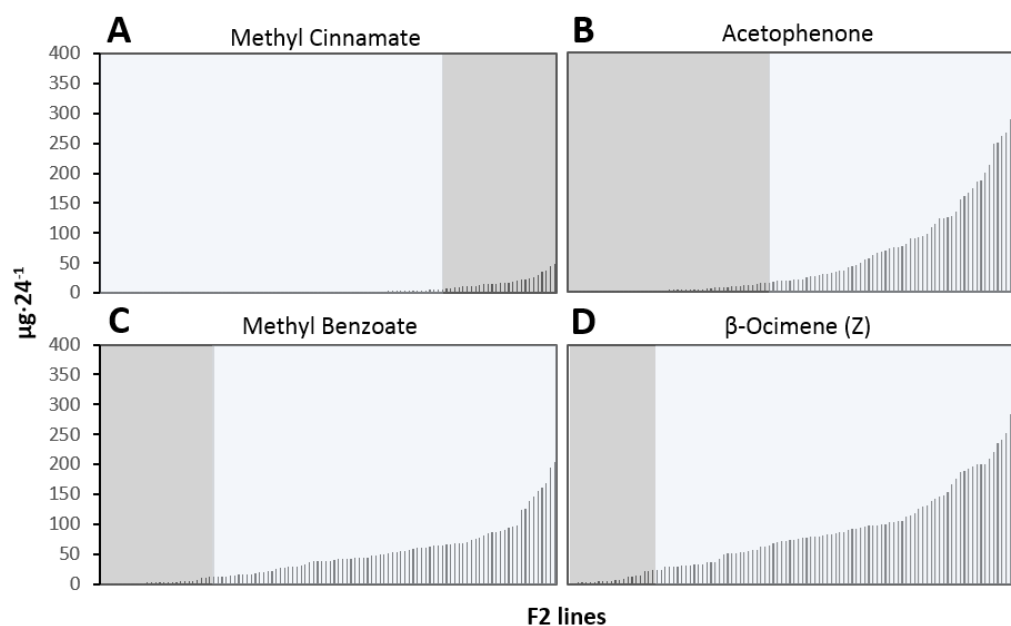 A
Methyl Cinnamate
B
Acetophenone
400
350
300
250
200
150
100
50
0
C
Methyl Benzoate
D
β-Ocimene (Z)
400
350
300
250
200
150
100
50
0
µg·24⁻¹
F2 lines